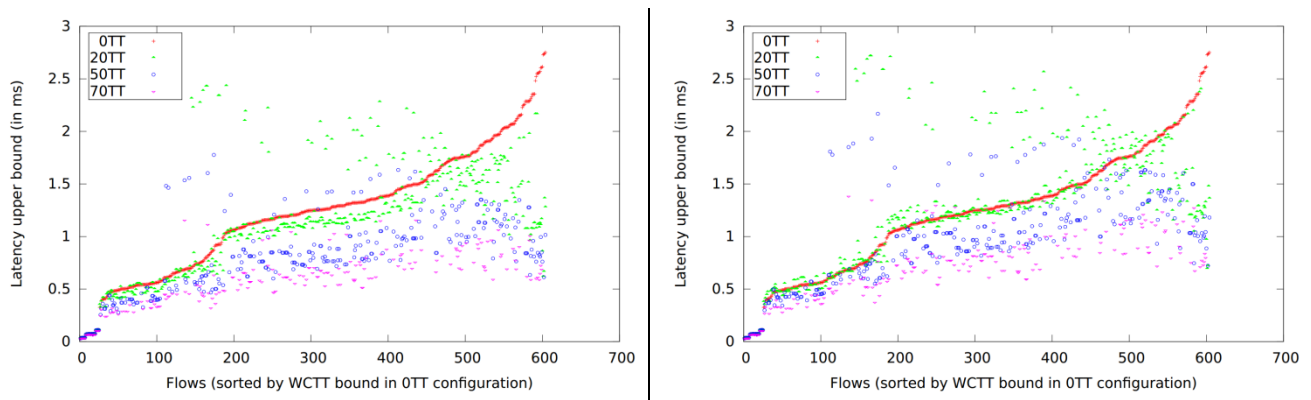 3
2.5
2
1.5
1
0.5
0
0TT
20TT
50TT
70TT
Latency upper bound (in ms)
0 100 200 300 400 500 600 700
Flows (sorted by WCTT bound in 0TT configuration)
3
2.5
2
1.5
1
0.5
0
0TT
20TT
50TT
70TT
Latency upper bound (in ms)
0 100 200 300 400 500 600 700
Flows (sorted by WCTT bound in 0TT configuration)